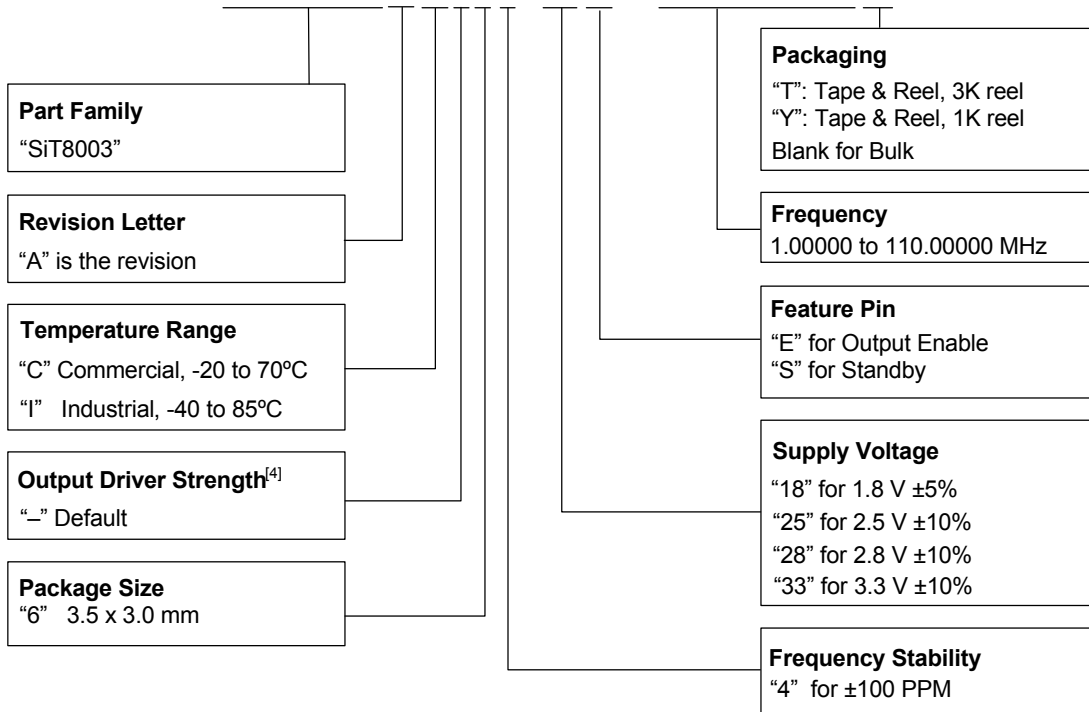 Part Family
“SiT8003”
Revision Letter
“A” is the revision
Temperature Range
“C” Commercial, -20 to 70ºC
“I” Industrial, -40 to 85ºC
Output Driver Strength[4]
“–” Default
Package Size
“6” 3.5 x 3.0 mm
Packaging
“T”: Tape & Reel, 3K reel
“Y”: Tape & Reel, 1K reel
Blank for Bulk
Frequency
1.00000 to 110.00000 MHz
Feature Pin
“E” for Output Enable
“S” for Standby
Supply Voltage
“18” for 1.8 V ±5%
“25” for 2.5 V ±10%
“28” for 2.8 V ±10%
“33” for 3.3 V ±10%
Frequency Stability
“4” for ±100 PPM